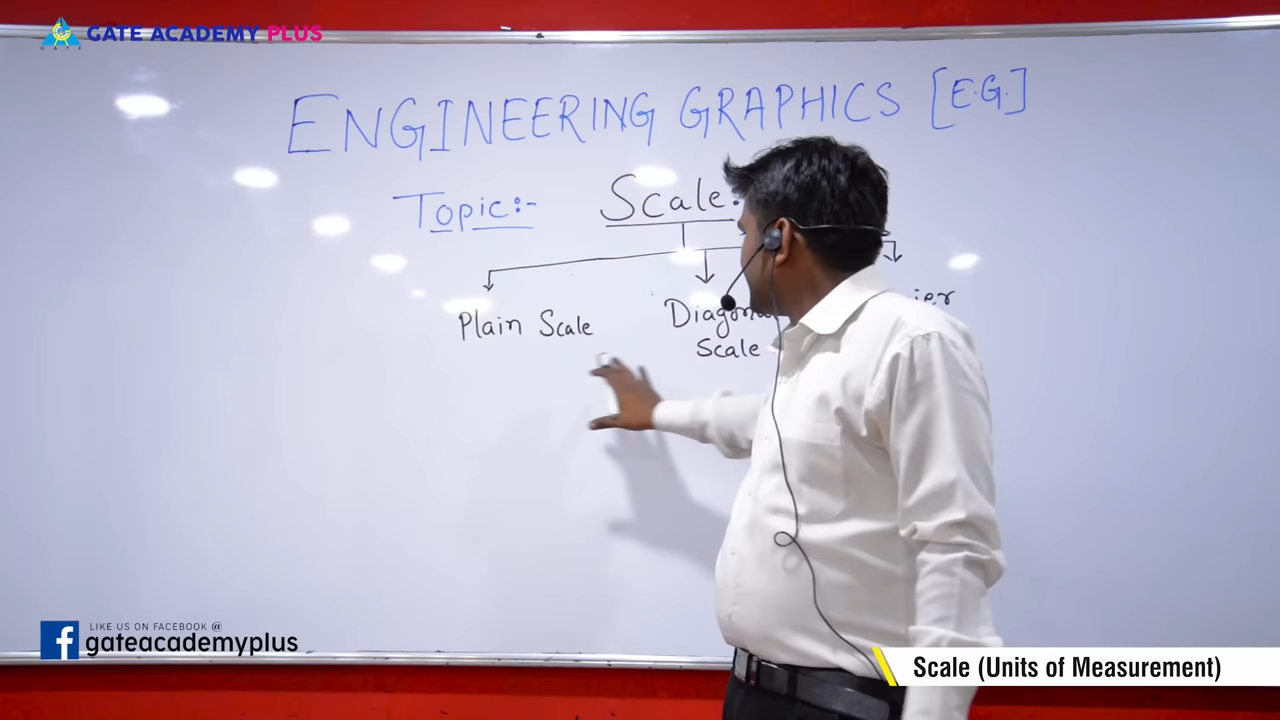 GATE ACADEMY PLUS
GATE
ENGINEERING GRAPHICS [E.G.]
Topic:- Scale:
Plain Scale
Scale
LIKE US ON FACEBOOK @
gateacademyplus
Scale (Units of Measurement)